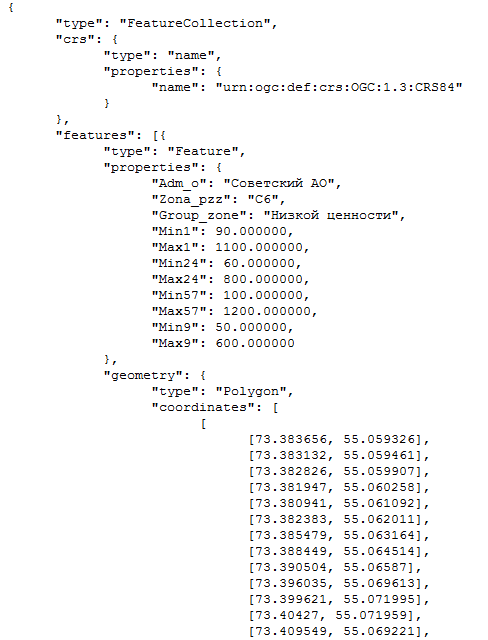 {
"type": "FeatureCollection",
"crs": {
"type": "name",
"properties": {
"name": "urn:ogc:def:crs:OGC:1.3:CRS84"
}
},
"features": [{
"type": "Feature",
"properties": {
"Adm_o": "Советский АО",
"Zona_pzz": "С6",
"Group_zone": "Низкой ценности",
"Min1": 90.000000,
"Max1": 1100.000000,
"Min24": 60.000000,
"Max24": 800.000000,
"Min57": 100.000000,
"Max57": 1200.000000,
"Min9": 50.000000,
"Max9": 600.000000
},
"geometry": {
"type": "Polygon",
"coordinates": [
[
[73.383656, 55.059326],
[73.383132, 55.059461],
[73.382826, 55.059907],
[73.381947, 55.060258],
[73.380941, 55.061092],
[73.382383, 55.062011],
[73.385479, 55.063164],
[73.388449, 55.064514],
[73.390504, 55.06587],
[73.396035, 55.069613],
[73.399621, 55.071995],
[73.40427, 55.071959],
[73.409549, 55.069221],